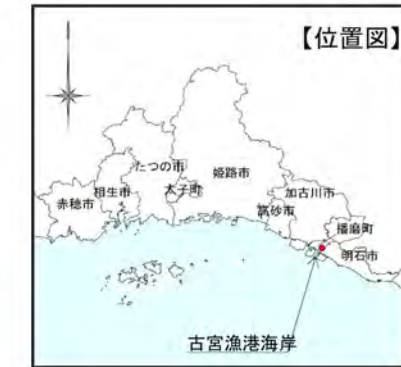 【位置図】
たつの市
相生市
赤穂市
太子町
姫路市
加古川市
高砂市
播磨町
明石市
古宮漁港海岸